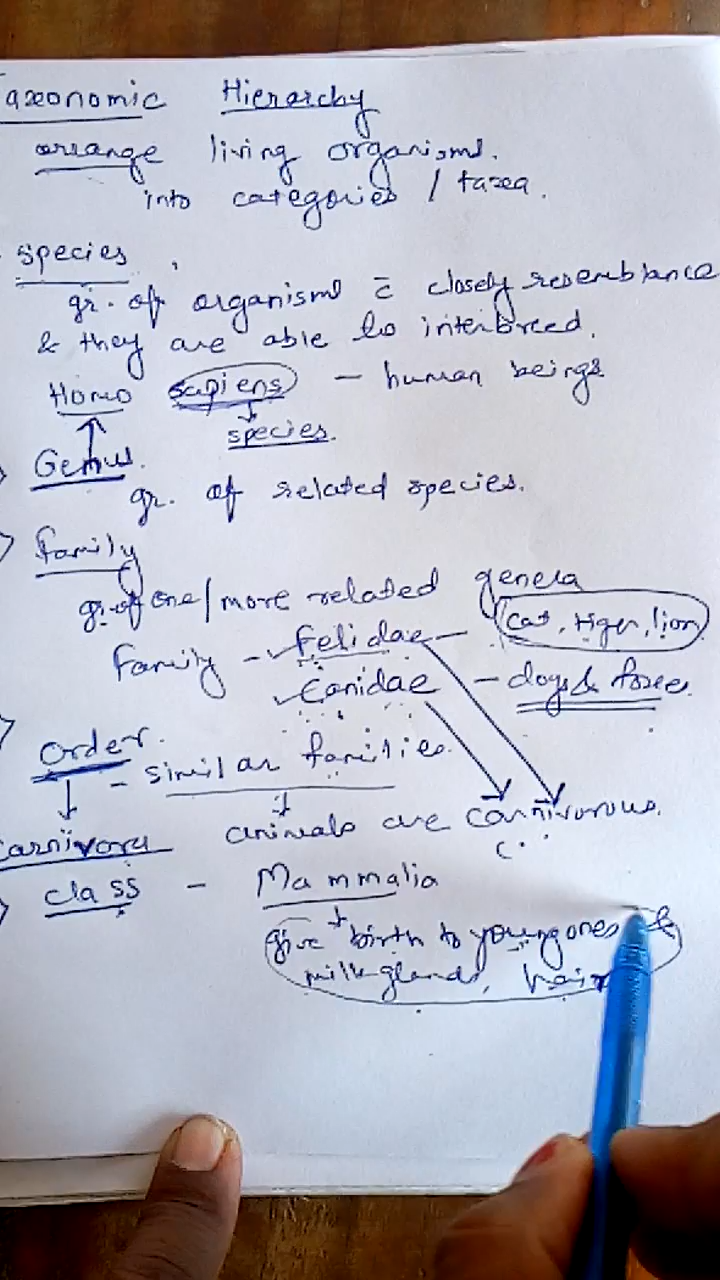 Taxonomic Hierarchy
arrange living organisms.
into categories / taxa.
species
gr. of organisms c̄ closely resemblance
& they are able to interbreed.
Homo sapiens - human beings
species.
Genus.
gr. of related species.
family
gr. of one/more related genera
family - Felidae - cat, tiger, lion
Canidae - dogs & foxes.
Order.
- similar families.
Carnivora animals are carnivorous.
class - Mammalia
give birth to young ones &
milk glands, hair